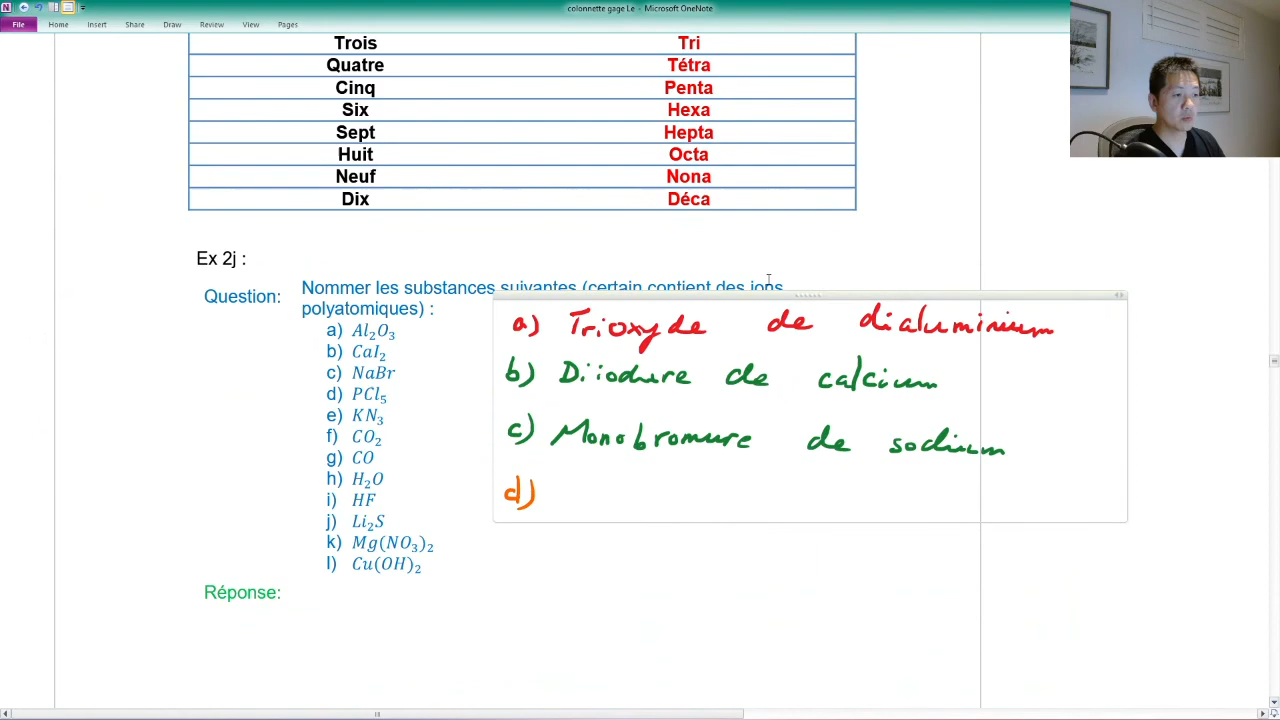 colonnette gage Le - Microsoft OneNote
File Home Insert Share Draw Review View Pages
Trois Tri
Quatre Tétra
Cinq Penta
Six Hexa
Sept Hepta
Huit Octa
Neuf Nona
Dix Déca
Ex 2j :
Question: Nommer les substances suivantes (certain contient des ions
polyatomiques) :
a) Al₂O₃
b) CaI₂
c) NaBr
d) PCl₅
e) KN₃
f) CO₂
g) CO
h) H₂O
i) HF
j) Li₂S
k) Mg(NO₃)₂
l) Cu(OH)₂
a) Trioxyde de dialuminium
b) Diiodure de calcium
c) Monobromure de sodium
d)
Réponse: